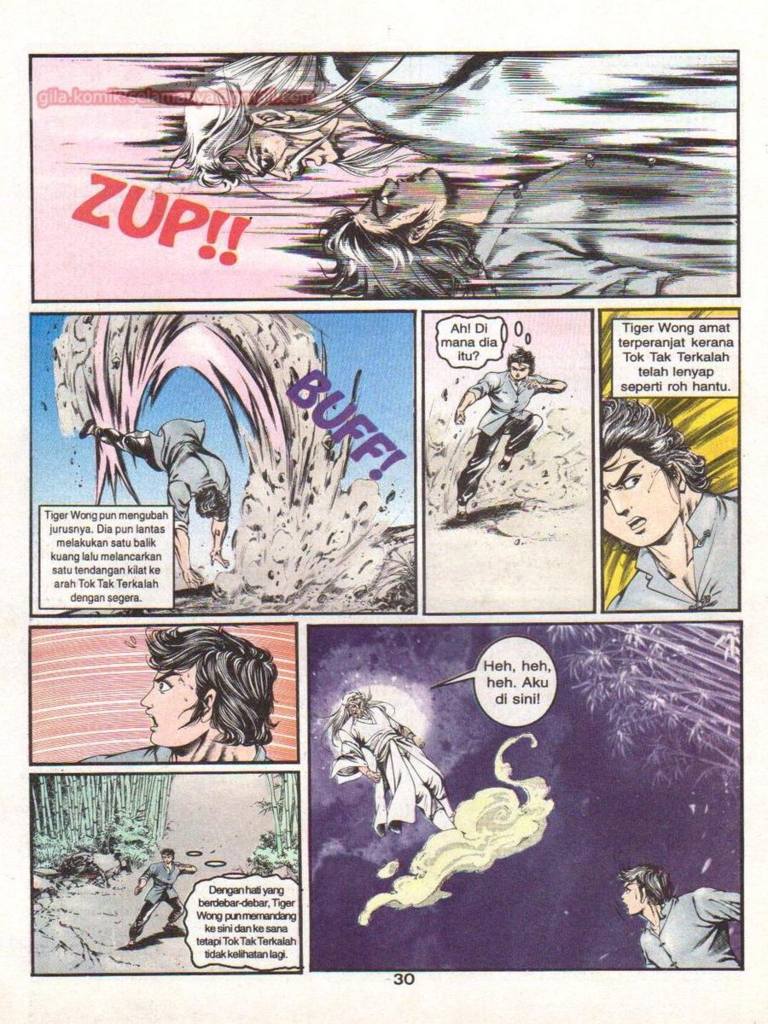 gila.komik.selamanya@gmail.com
ZUP!!
BUFF!
Tiger Wong pun mengubah
jurusnya. Dia pun lantas
melakukan satu balik
kuang lalu melancarkan
satu tendangan kilat ke
arah Tok Tak Terkalah
dengan segera.
Ah! Di
mana dia
itu?
Tiger Wong amat
terperanjat kerana
Tok Tak Terkalah
telah lenyap
seperti roh hantu.
Dengan hati yang
berdebar-debar, Tiger
Wong pun memandang
ke sini dan ke sana
tetapi Tok Tak Terkalah
tidak kelihatan lagi.
Heh, heh,
heh. Aku
di sini!
30